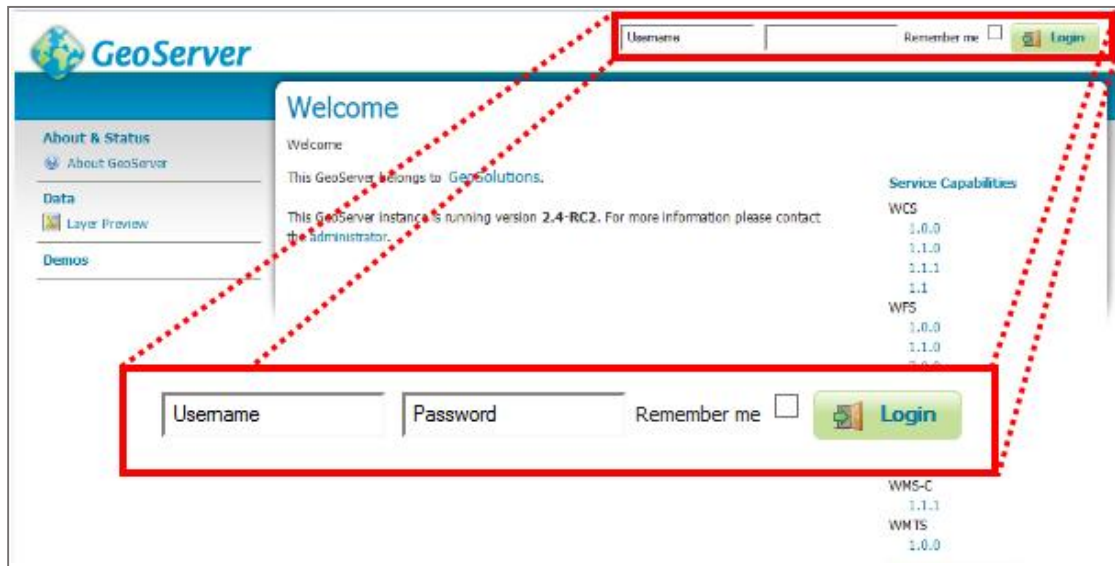 GeoServer
Username
Remember me
Login
Welcome
About & Status
About GeoServer
Data
Layer Preview
Demos
Welcome
This GeoServer belongs to GeoSolutions.
This GeoServer instance is running version 2.4-RC2. For more information please contact
the administrator.
Service Capabilities
WCS
1.0.0
1.1.0
1.1.1
1.1
WFS
1.0.0
1.1.0
Username
Password
Remember me
Login
WMS-C
1.1.1
WMTS
1.0.0